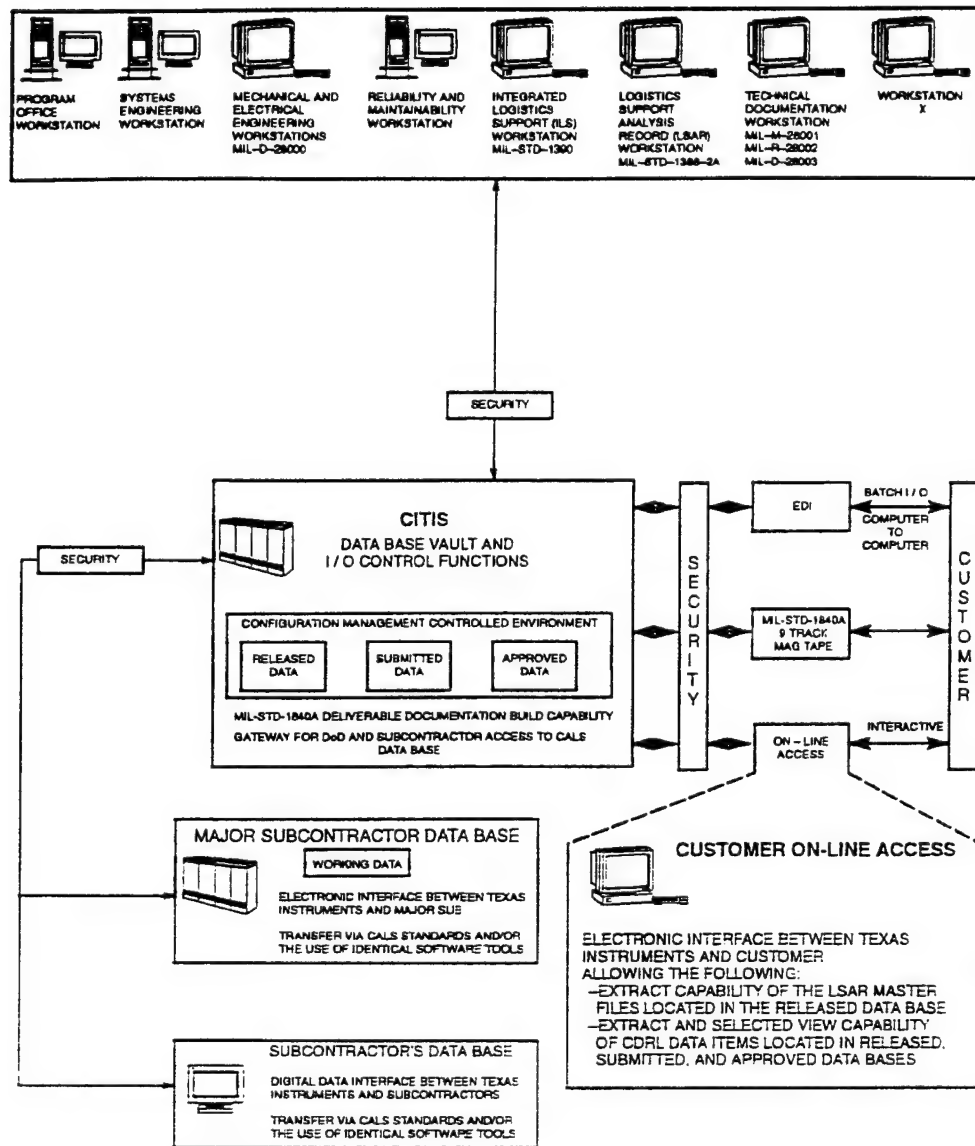 PROGRAM
OFFICE
WORKSTATION
SYSTEMS
ENGINEERING
WORKSTATION
MECHANICAL AND
ELECTRICAL
ENGINEERING
WORKSTATIONS
MIL-D-28000
RELIABILITY AND
MAINTAINABILITY
WORKSTATION
INTEGRATED
LOGISTICS
SUPPORT (ILS)
WORKSTATION
MIL-STD-1390
LOGISTICS
SUPPORT
ANALYSIS
RECORD (LSAR)
WORKSTATION
MIL-STD-1388-2A
TECHNICAL
DOCUMENTATION
WORKSTATION
MIL-M-28001
MIL-R-28002
MIL-D-28003
WORKSTATION
X
SECURITY
SECURITY
CITIS
DATA BASE VAULT AND
I / O CONTROL FUNCTIONS
CONFIGURATION MANAGEMENT CONTROLLED ENVIRONMENT
RELEASED
DATA
SUBMITTED
DATA
APPROVED
DATA
MIL-STD-1840A DELIVERABLE DOCUMENTATION BUILD CAPABILITY
GATEWAY FOR DoD AND SUBCONTRACTOR ACCESS TO CALS
DATA BASE
SECURITY
EDI
BATCH I / O
COMPUTER
TO
COMPUTER
MIL-STD-1840A
9 TRACK
MAG TAPE
ON – LINE
ACCESS
INTERACTIVE
CUSTOMER
MAJOR SUBCONTRACTOR DATA BASE
WORKING DATA
ELECTRONIC INTERFACE BETWEEN TEXAS
INSTRUMENTS AND MAJOR SUB
TRANSFER VIA CALS STANDARDS AND/OR
THE USE OF IDENTICAL SOFTWARE TOOLS
SUBCONTRACTOR'S DATA BASE
DIGITAL DATA INTERFACE BETWEEN TEXAS
INSTRUMENTS AND SUBCONTRACTORS
TRANSFER VIA CALS STANDARDS AND/OR
THE USE OF IDENTICAL SOFTWARE TOOLS
CUSTOMER ON-LINE ACCESS
ELECTRONIC INTERFACE BETWEEN TEXAS
INSTRUMENTS AND CUSTOMER
ALLOWING THE FOLLOWING:
–EXTRACT CAPABILITY OF THE LSAR MASTER
FILES LOCATED IN THE RELEASED DATA BASE
–EXTRACT AND SELECTED VIEW CAPABILITY
OF CDRL DATA ITEMS LOCATED IN RELEASED,
SUBMITTED, AND APPROVED DATA BASES